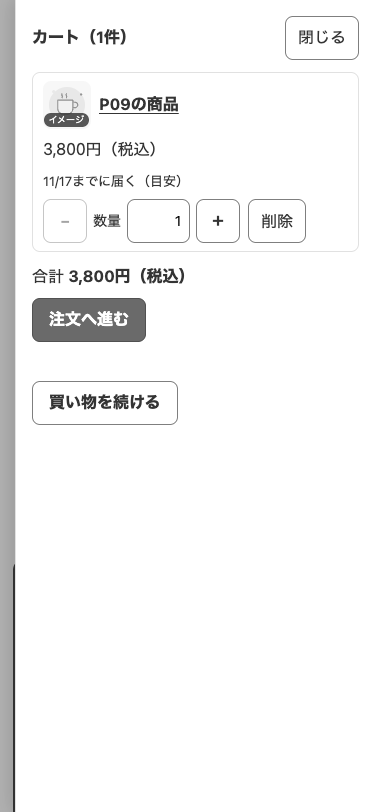 カート（1件）
閉じる
イメージ
P09の商品
3,800円（税込）
11/17までに届く（目安）
− 数量 1 + 削除
合計 3,800円（税込）
注文へ進む
買い物を続ける